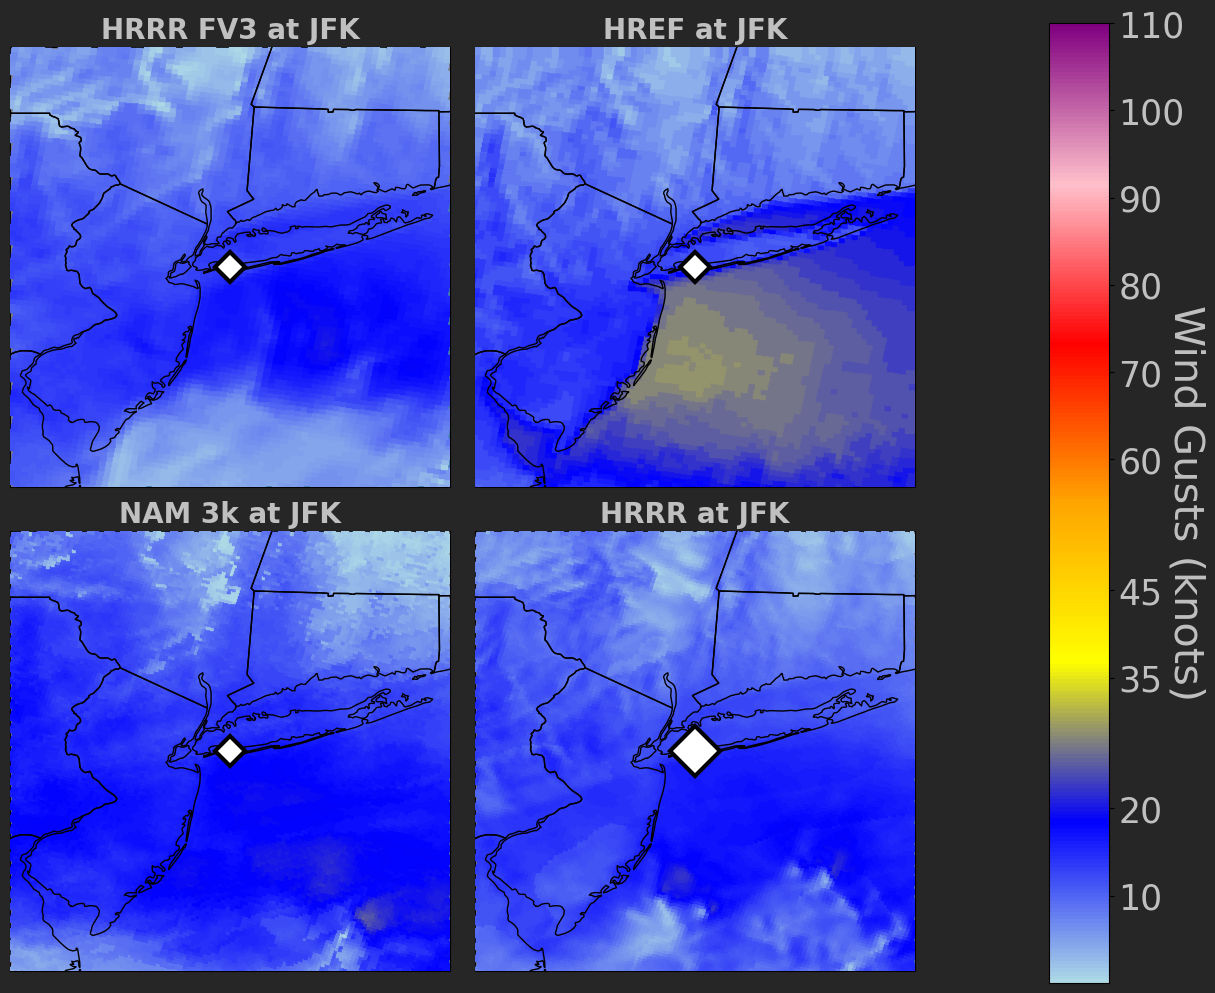 HRRR FV3 at JFK
HREF at JFK
NAM 3k at JFK
HRRR at JFK
110
100
90
80
70
60
45
35
20
10
Wind Gusts (knots)